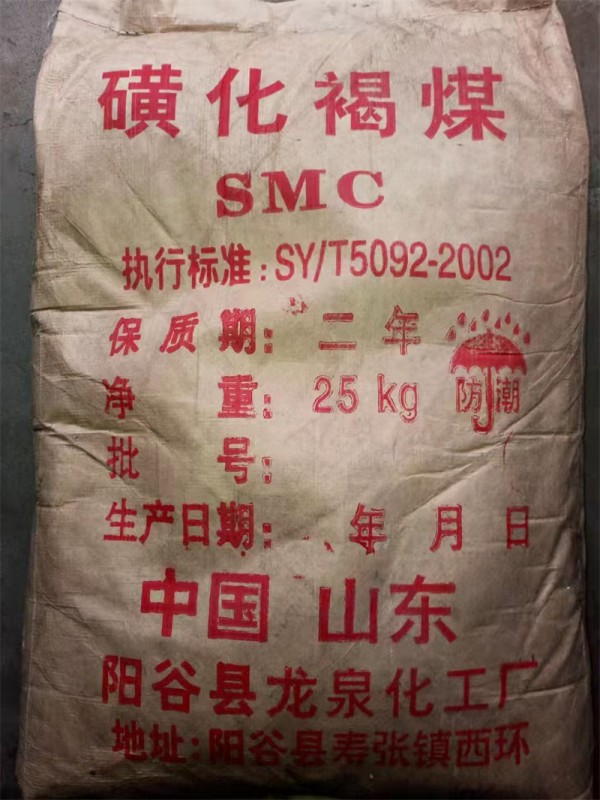 磺化褐煤
SMC
执行标准：SY/T5092-2002
保质期：二年
净重：25kg
防潮
批号：
生产日期：年月日
中国山东
阳谷县龙泉化工厂
地址：阳谷县寿张镇西环